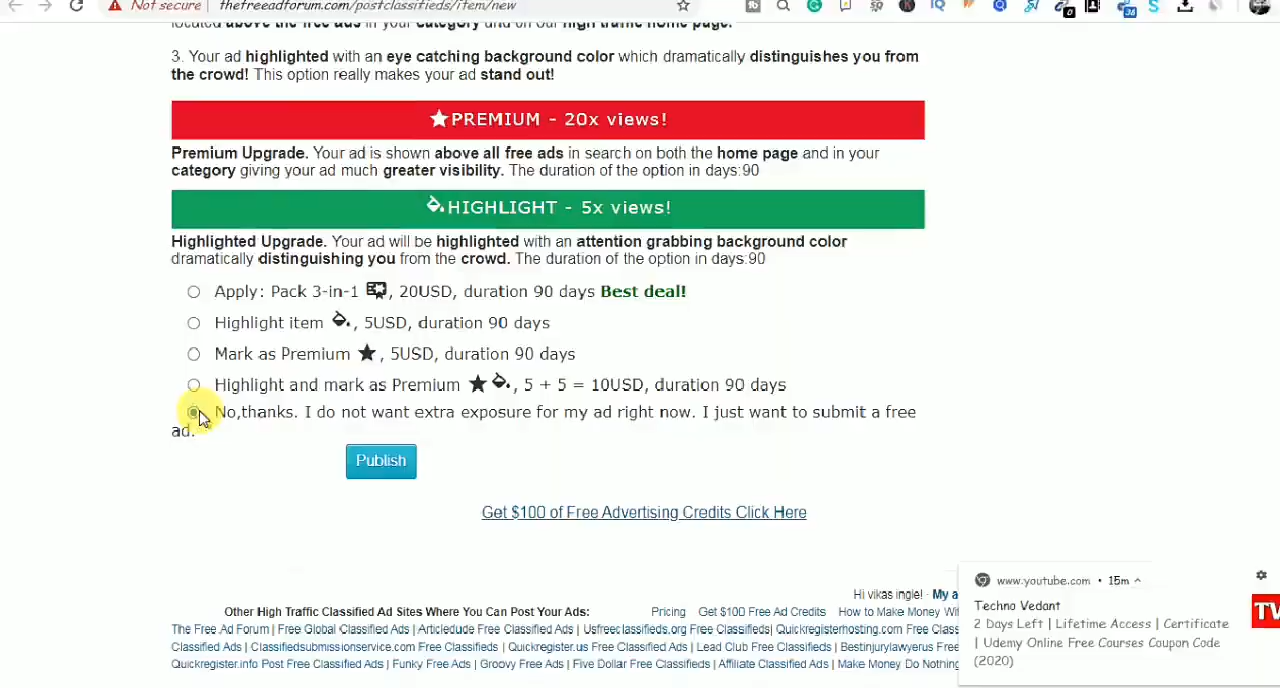 Not secure | thefreeadforum.com/postclassifieds/item/new
located above the free ads in your category and on our high traffic home page.
3. Your ad highlighted with an eye catching background color which dramatically distinguishes you from
the crowd! This option really makes your ad stand out!
★PREMIUM - 20x views!
Premium Upgrade. Your ad is shown above all free ads in search on both the home page and in your
category giving your ad much greater visibility. The duration of the option in days:90
HIGHLIGHT - 5x views!
Highlighted Upgrade. Your ad will be highlighted with an attention grabbing background color
dramatically distinguishing you from the crowd. The duration of the option in days:90
Apply: Pack 3-in-1 , 20USD, duration 90 days Best deal!
Highlight item , 5USD, duration 90 days
Mark as Premium ★, 5USD, duration 90 days
Highlight and mark as Premium ★ , 5 + 5 = 10USD, duration 90 days
No,thanks. I do not want extra exposure for my ad right now. I just want to submit a free
ad.
Publish
Get $100 of Free Advertising Credits Click Here
Hi vikas ingle! · My a
Other High Traffic Classified Ad Sites Where You Can Post Your Ads:
Pricing Get $100 Free Ad Credits How to Make Money Wi
The Free Ad Forum | Free Global Classified Ads | Articledude Free Classified Ads | Usfreeclassifieds.org Free Classifieds| Quickregisterhosting.com Free Class
Classified Ads | Classifiedsubmissionservice.com Free Classifieds | Quickregister.us Free Classified Ads | Lead Club Free Classifieds | Bestinjurylawyerus Free
Quickregister.info Post Free Classified Ads | Funky Free Ads | Groovy Free Ads | Five Dollar Free Classifieds | Affiliate Classified Ads | Make Money Do Nothing
www.youtube.com • 15m
Techno Vedant
2 Days Left | Lifetime Access | Certificate
| Udemy Online Free Courses Coupon Code
(2020)
TV